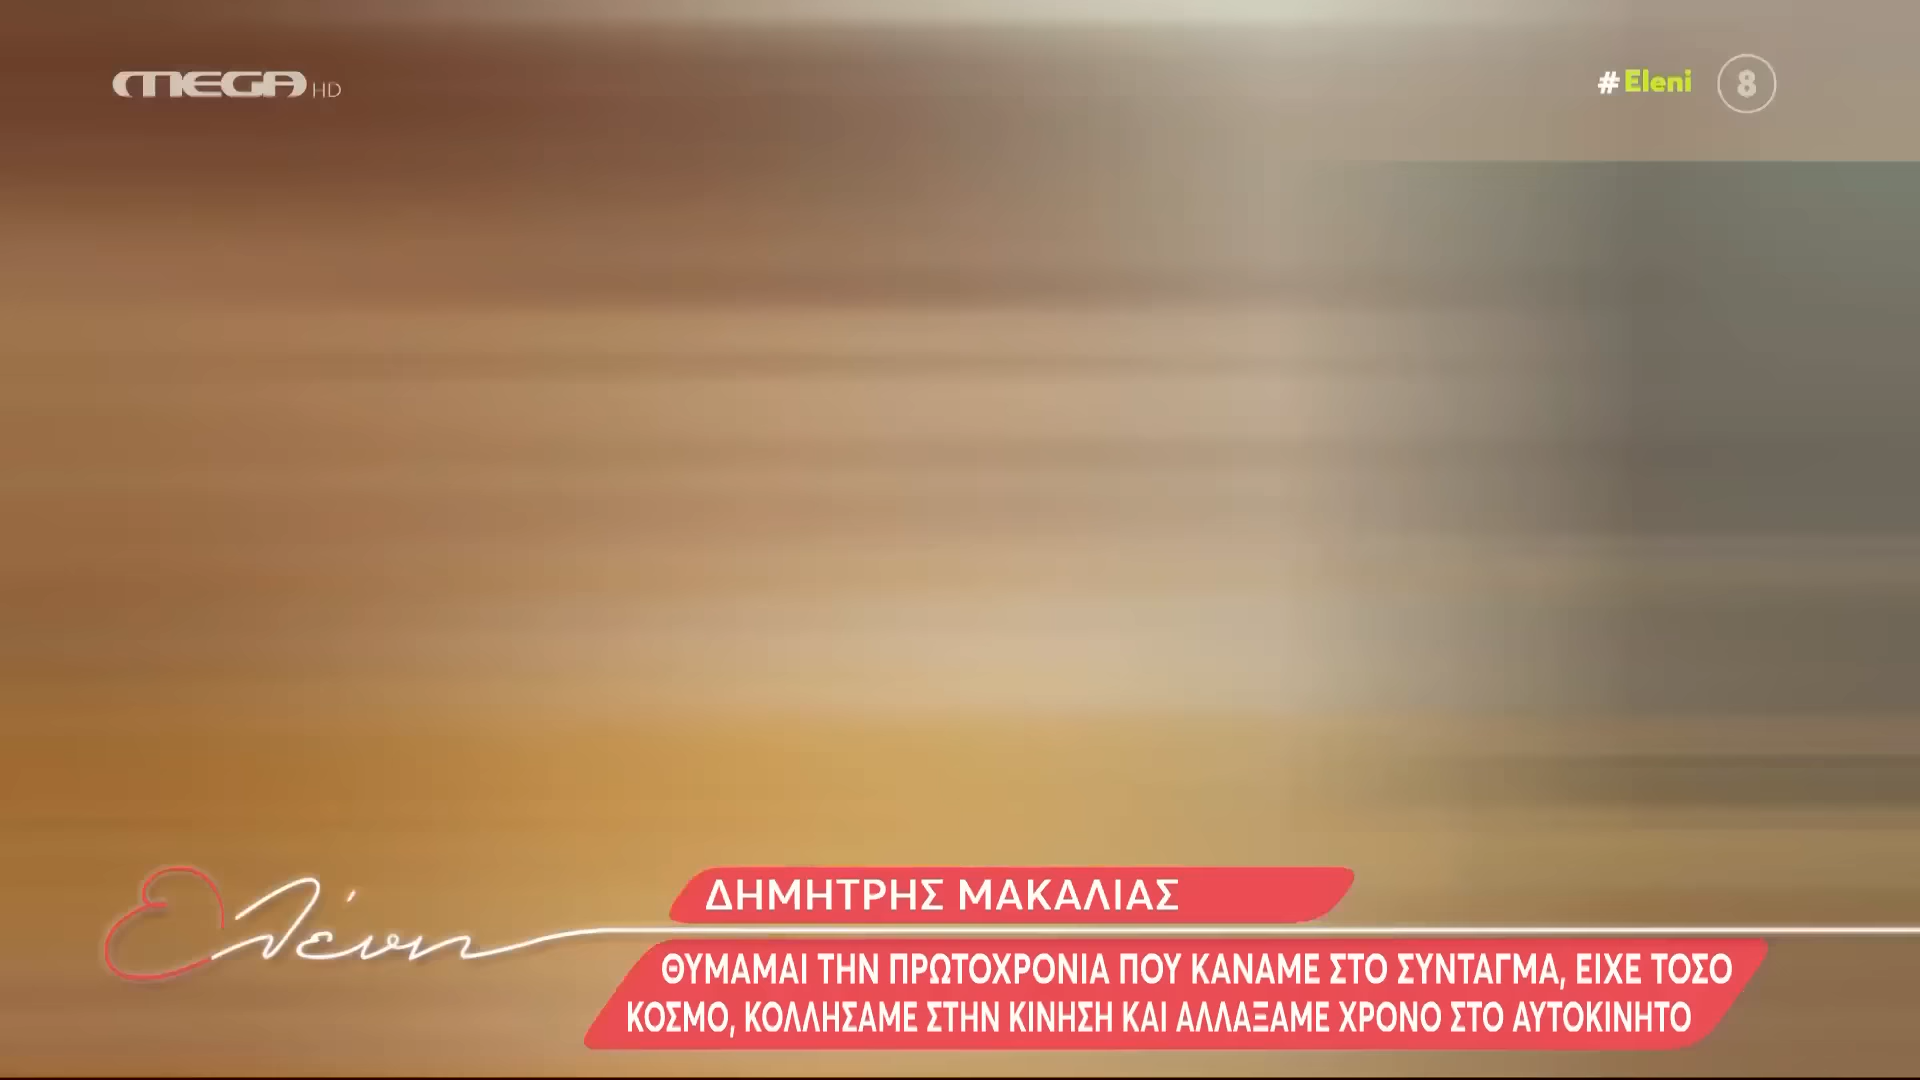 MEGA HD
#Eleni 8
Ελένη
ΔΗΜΗΤΡΗΣ ΜΑΚΑΛΙΑΣ
ΘΥΜΑΜΑΙ ΤΗΝ ΠΡΩΤΟΧΡΟΝΙΑ ΠΟΥ ΚΑΝΑΜΕ ΣΤΟ ΣΥΝΤΑΓΜΑ, ΕΙΧΕ ΤΟΣΟ
ΚΟΣΜΟ, ΚΟΛΛΗΣΑΜΕ ΣΤΗΝ ΚΙΝΗΣΗ ΚΑΙ ΑΛΛΑΞΑΜΕ ΧΡΟΝΟ ΣΤΟ ΑΥΤΟΚΙΝΗΤΟ